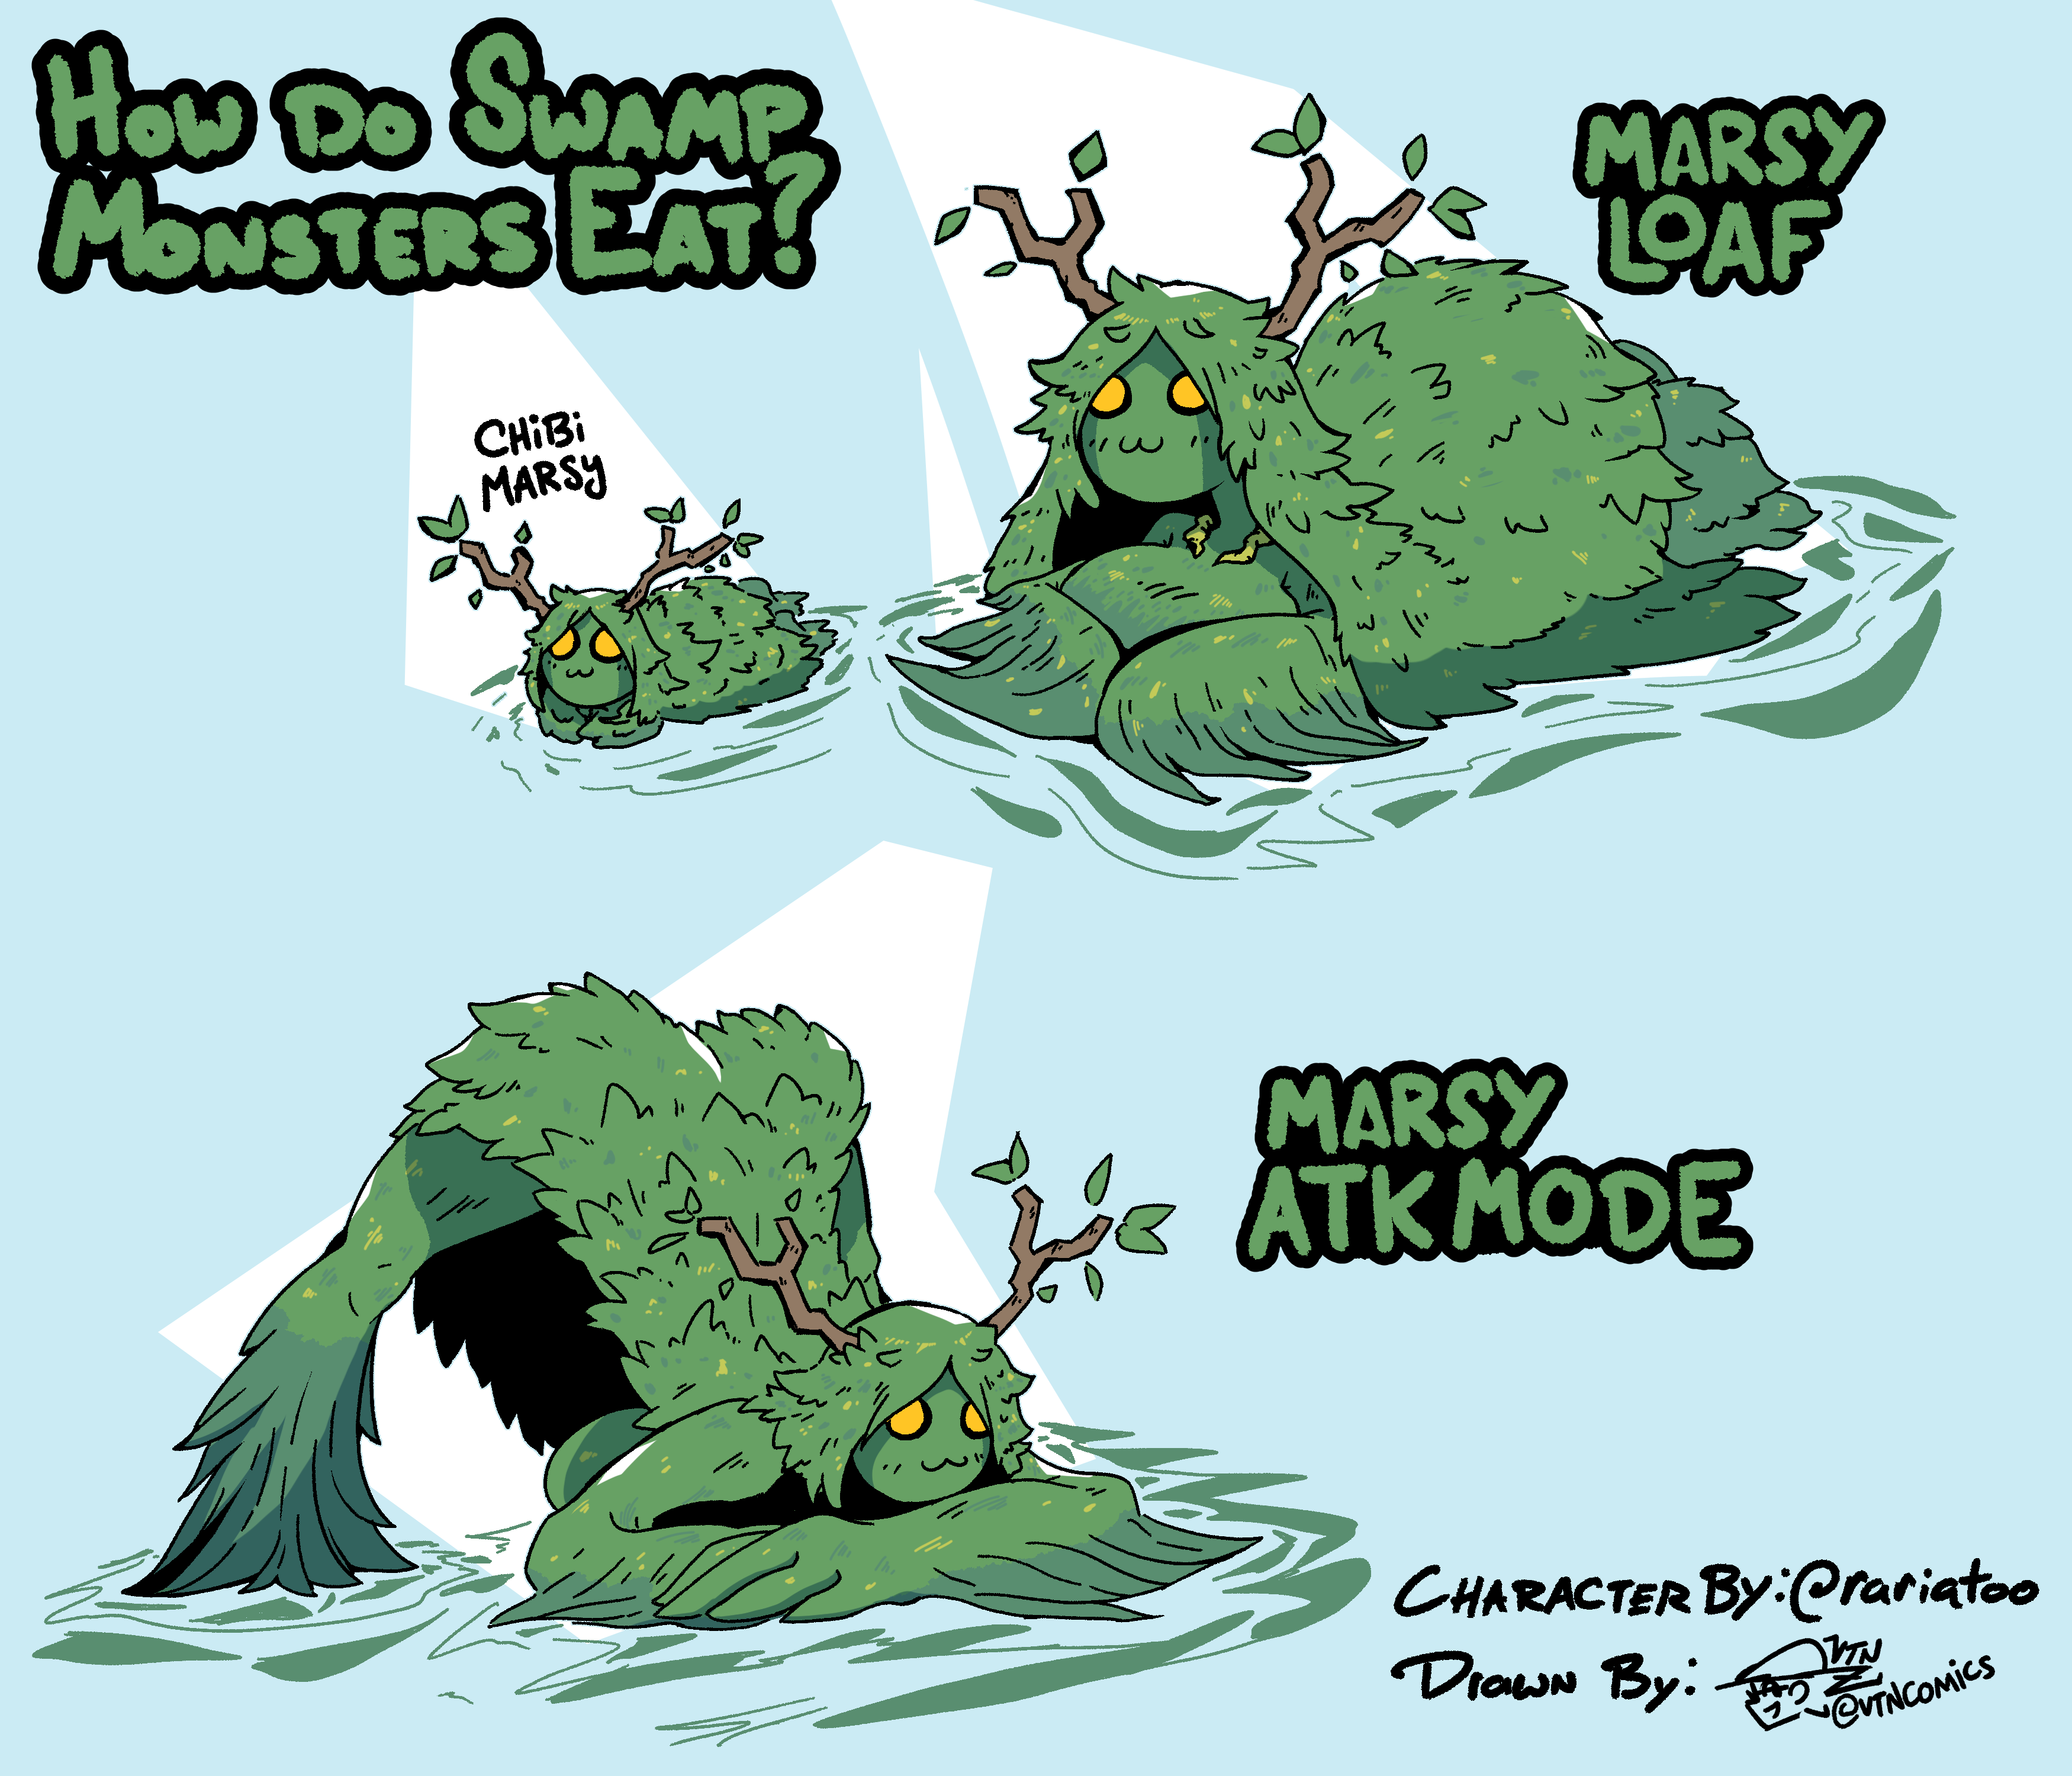 How Do Swamp
Monsters Eat?
MARSY
LOAF
CHiBi
MARSY
MARSY
ATK MODE
CHARACTER By: @rariatoo
Drawn By:
VTN
@VTNCOMiCS